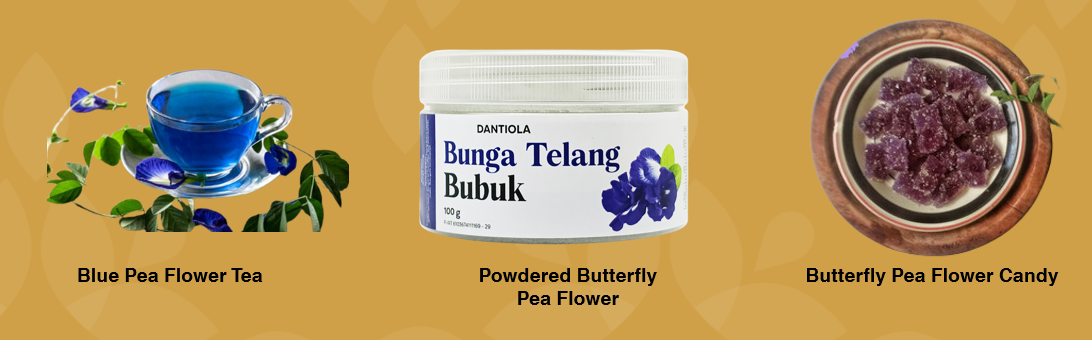 DANTIOLA
Bunga Telang
Bubuk
100 g
Blue Pea Flower Tea
Powdered Butterfly
Pea Flower
Butterfly Pea Flower Candy